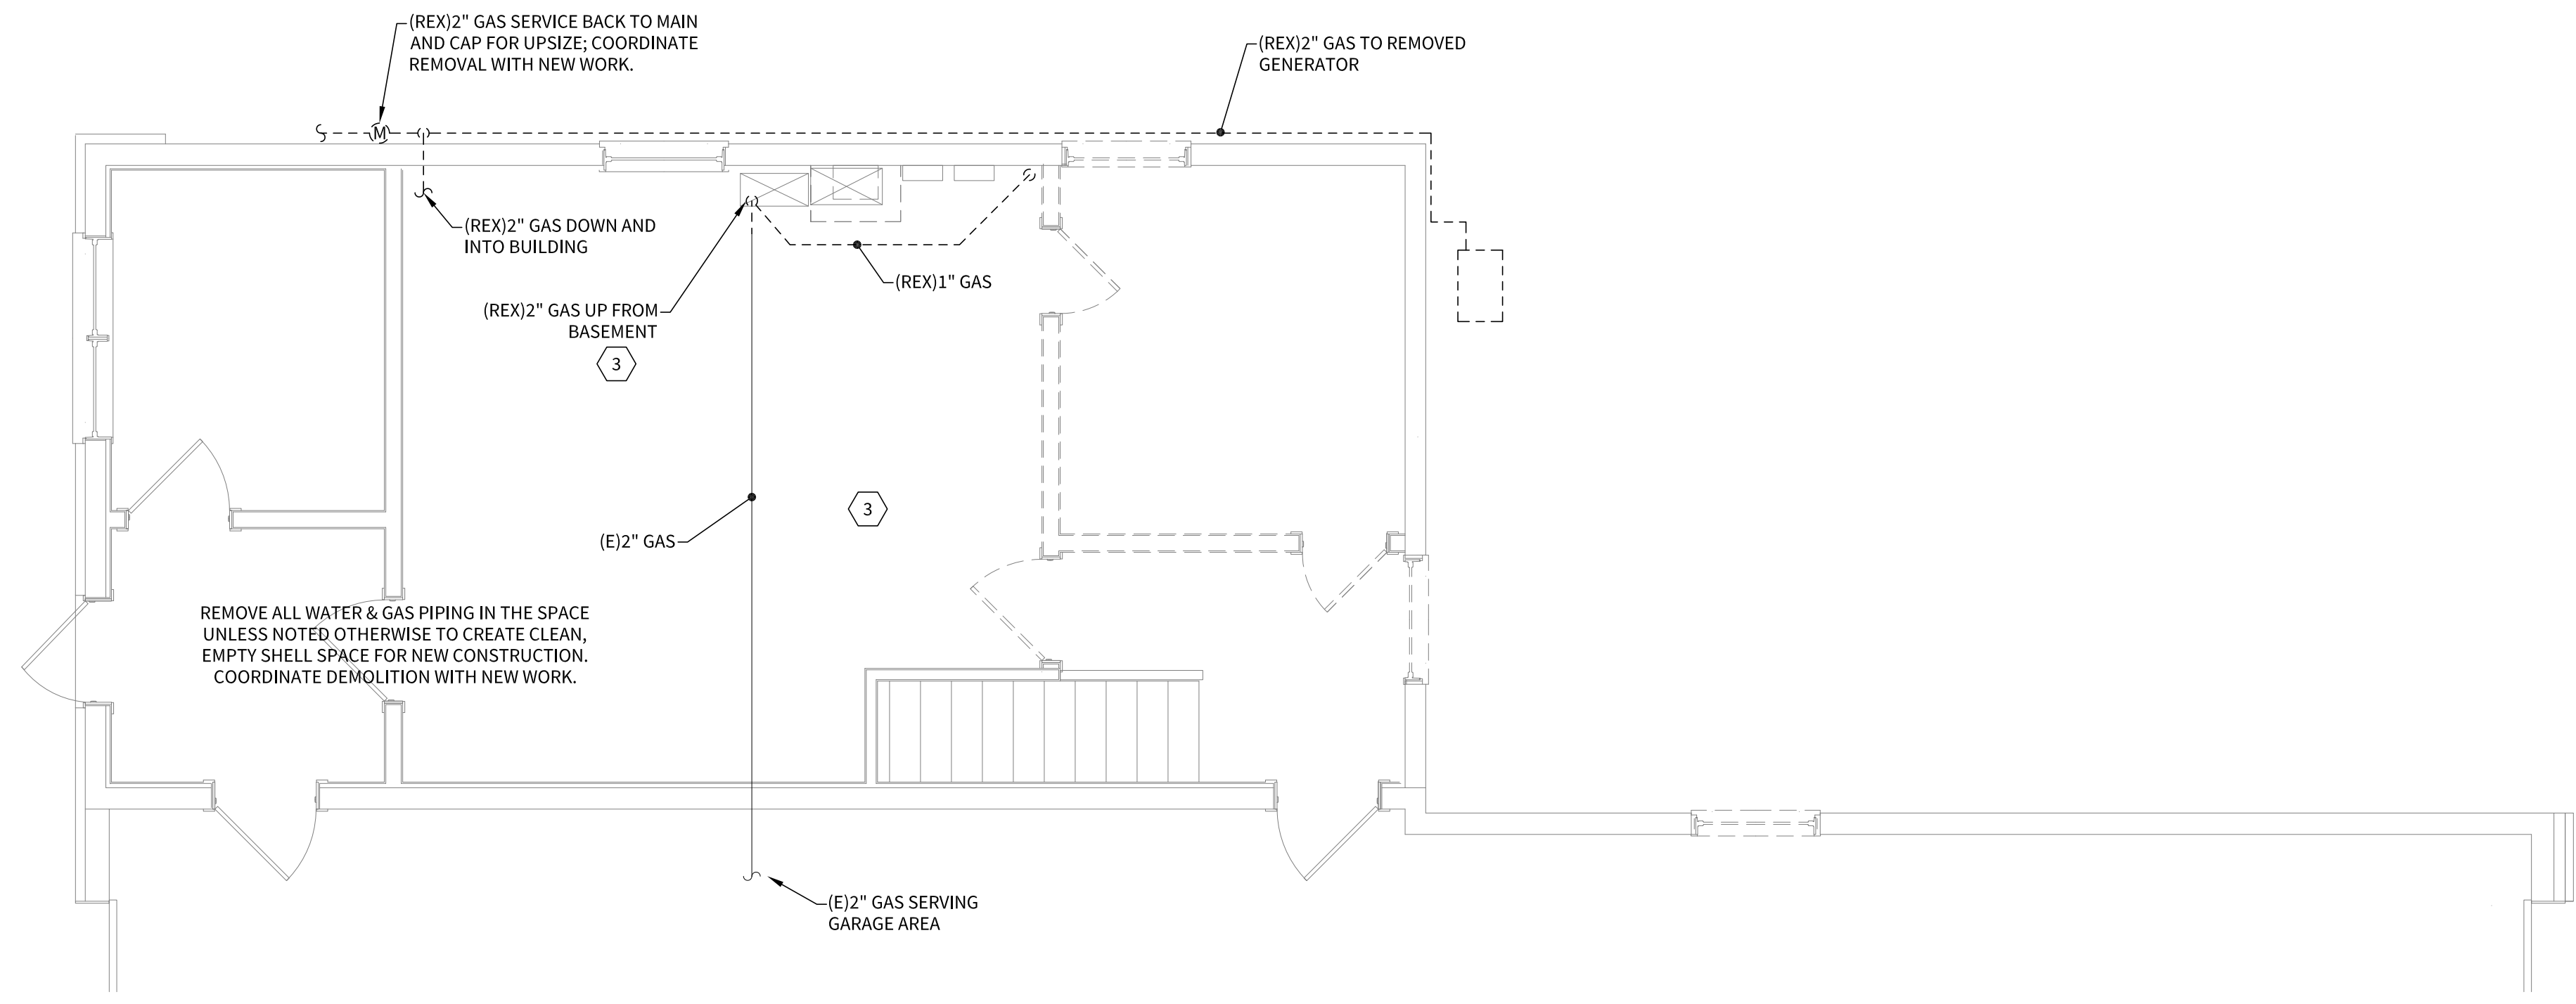 (REX)2" GAS SERVICE BACK TO MAIN
AND CAP FOR UPSIZE; COORDINATE
REMOVAL WITH NEW WORK.
(REX)2" GAS TO REMOVED
GENERATOR
M
(REX)2" GAS DOWN AND
INTO BUILDING
(REX)1" GAS
(REX)2" GAS UP FROM
BASEMENT
3
3
(E)2" GAS
REMOVE ALL WATER & GAS PIPING IN THE SPACE
UNLESS NOTED OTHERWISE TO CREATE CLEAN,
EMPTY SHELL SPACE FOR NEW CONSTRUCTION.
COORDINATE DEMOLITION WITH NEW WORK.
(E)2" GAS SERVING
GARAGE AREA